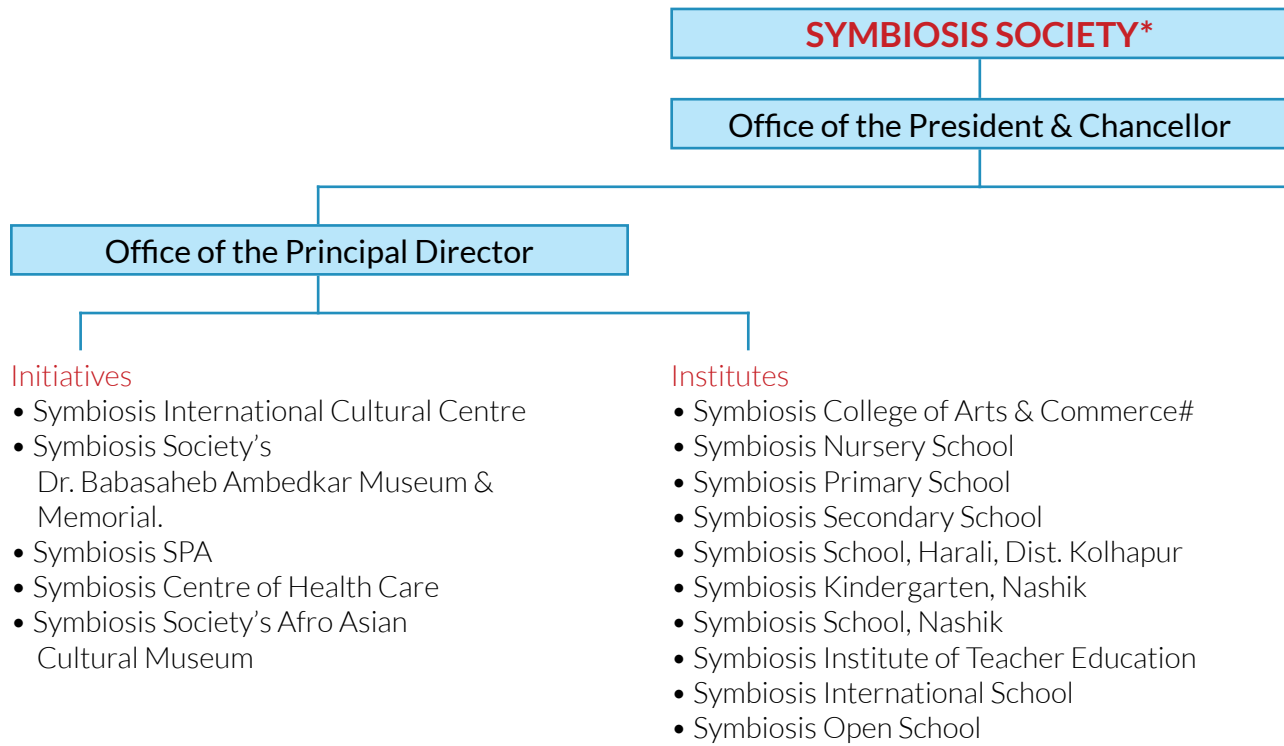 SYMBIOSIS SOCIETY*
Office of the President & Chancellor
Office of the Principal Director
Initiatives
• Symbiosis International Cultural Centre
• Symbiosis Society’s
Dr. Babasaheb Ambedkar Museum &
Memorial.
• Symbiosis SPA
• Symbiosis Centre of Health Care
• Symbiosis Society’s Afro Asian
Cultural Museum
Institutes
• Symbiosis College of Arts & Commerce#
• Symbiosis Nursery School
• Symbiosis Primary School
• Symbiosis Secondary School
• Symbiosis School, Harali, Dist. Kolhapur
• Symbiosis Kindergarten, Nashik
• Symbiosis School, Nashik
• Symbiosis Institute of Teacher Education
• Symbiosis International School
• Symbiosis Open School